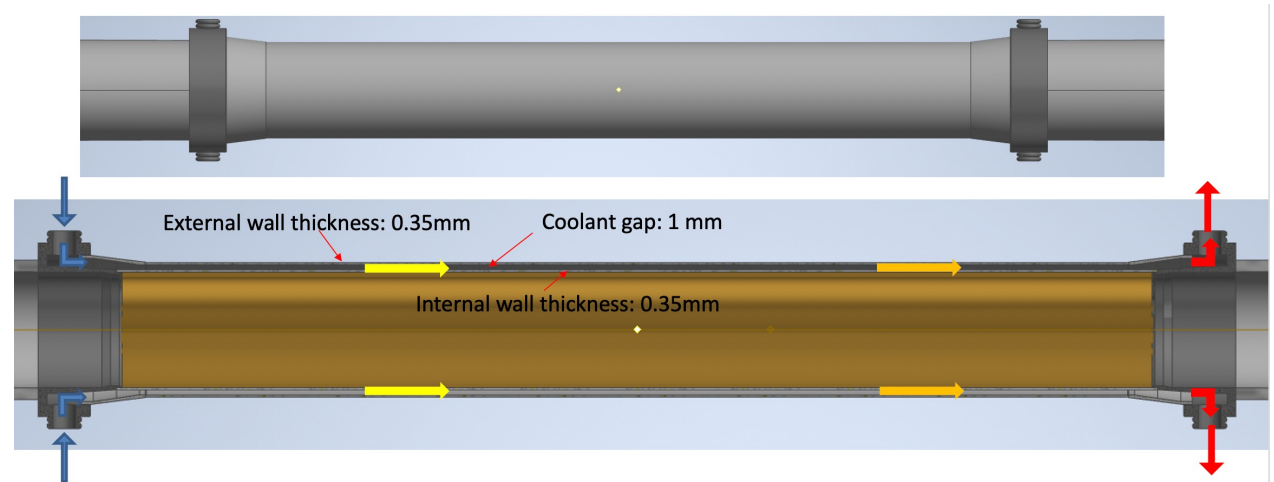 External wall thickness: 0.35mm
Coolant gap: 1 mm
Internal wall thickness: 0.35mm